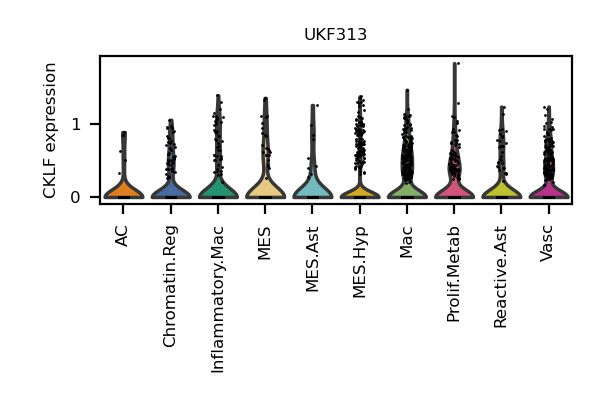 UKF313
CKLF expression
1
0
AC
Chromatin.Reg
Inflammatory.Mac
MES
MES.Ast
MES.Hyp
Mac
Prolif.Metab
Reactive.Ast
Vasc